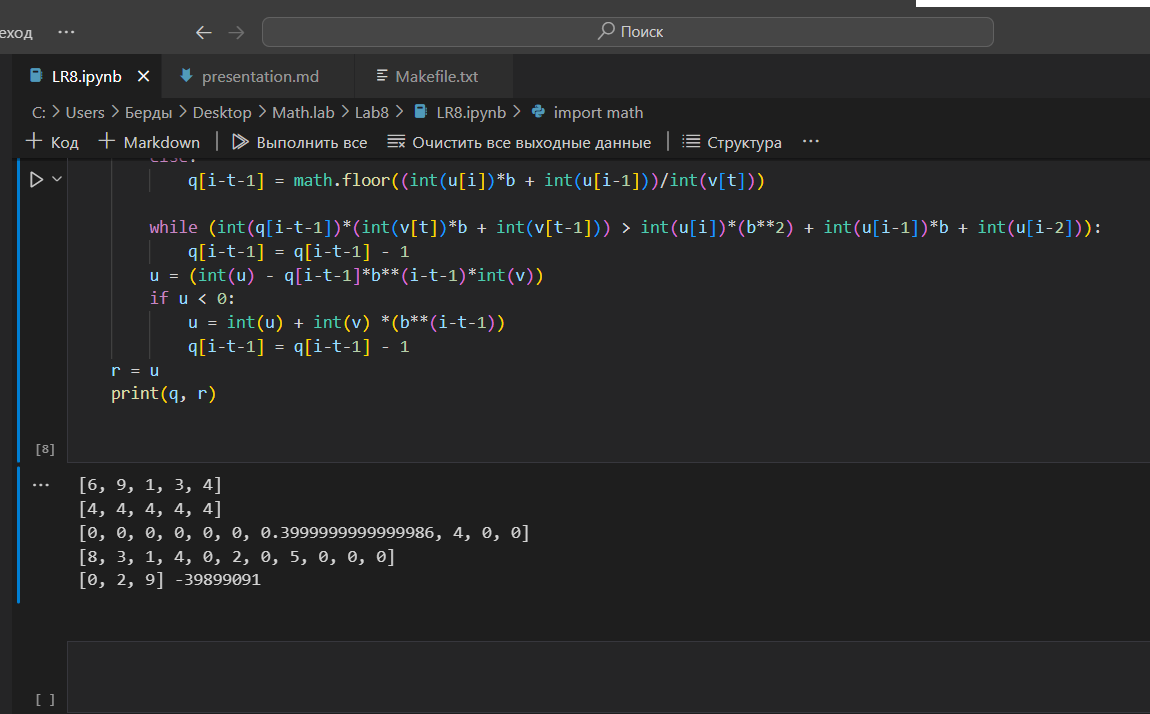 еход ··· ← → Поиск
LR8.ipynb × presentation.md Makefile.txt
C: > Users > Берды > Desktop > Math.lab > Lab8 > LR8.ipynb > import math
+ Код + Markdown | Выполнить все Очистить все выходные данные | Структура ···
else:
q[i-t-1] = math.floor((int(u[i])*b + int(u[i-1]))/int(v[t]))
while (int(q[i-t-1])*(int(v[t])*b + int(v[t-1])) > int(u[i])*(b**2) + int(u[i-1])*b + int(u[i-2])):
q[i-t-1] = q[i-t-1] - 1
u = (int(u) - q[i-t-1]*b**(i-t-1)*int(v))
if u < 0:
u = int(u) + int(v) *(b**(i-t-1))
q[i-t-1] = q[i-t-1] - 1
r = u
print(q, r)
[8]
··· [6, 9, 1, 3, 4]
[4, 4, 4, 4, 4]
[0, 0, 0, 0, 0, 0, 0.3999999999999986, 4, 0, 0]
[8, 3, 1, 4, 0, 2, 0, 5, 0, 0, 0]
[0, 2, 9] -39899091
[ ]